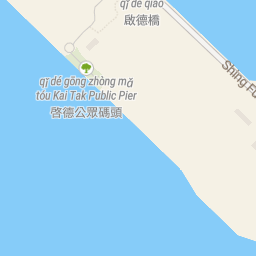 qǐ dé qiáo
啟德橋
qǐ dé gōng zhòng mǎ
tóu Kai Tak Public Pier
啓德公眾碼頭
Shing Fu